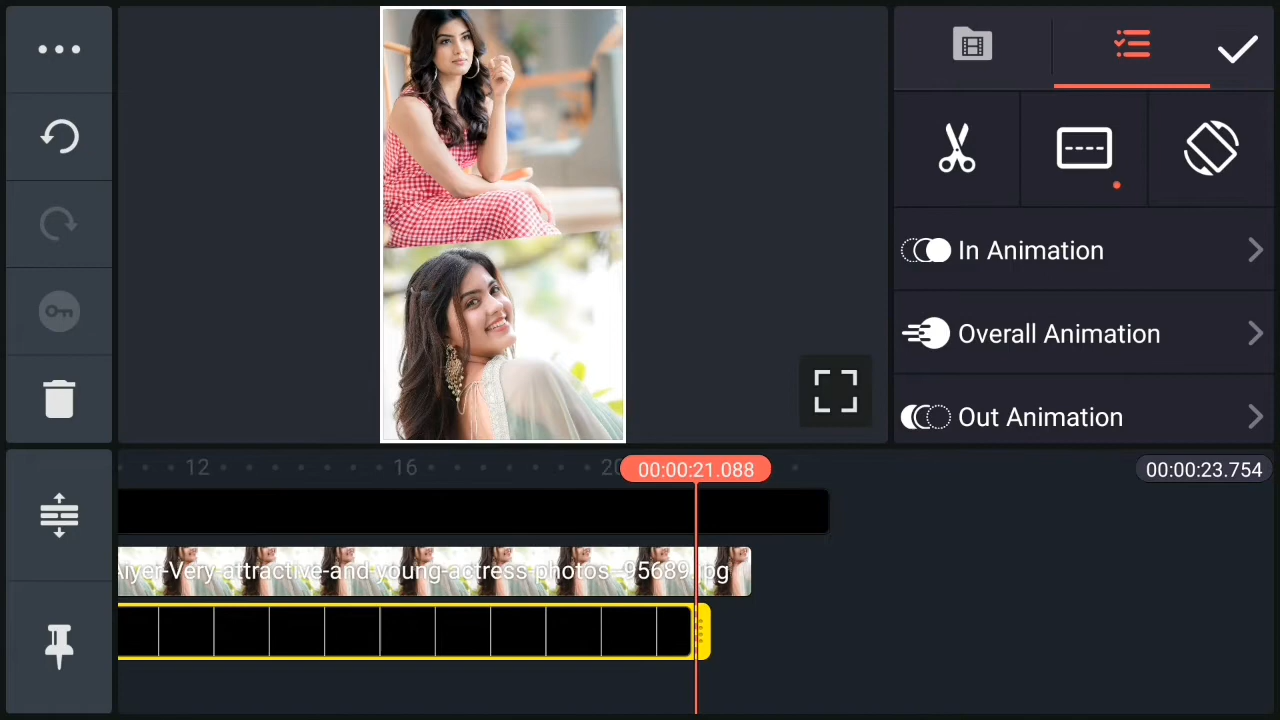 In Animation
Overall Animation
Out Animation
12
16
20
00:00:21.088
00:00:23.754
Aiyer-Very-attractive-and young-actress-photos--95689.jpg